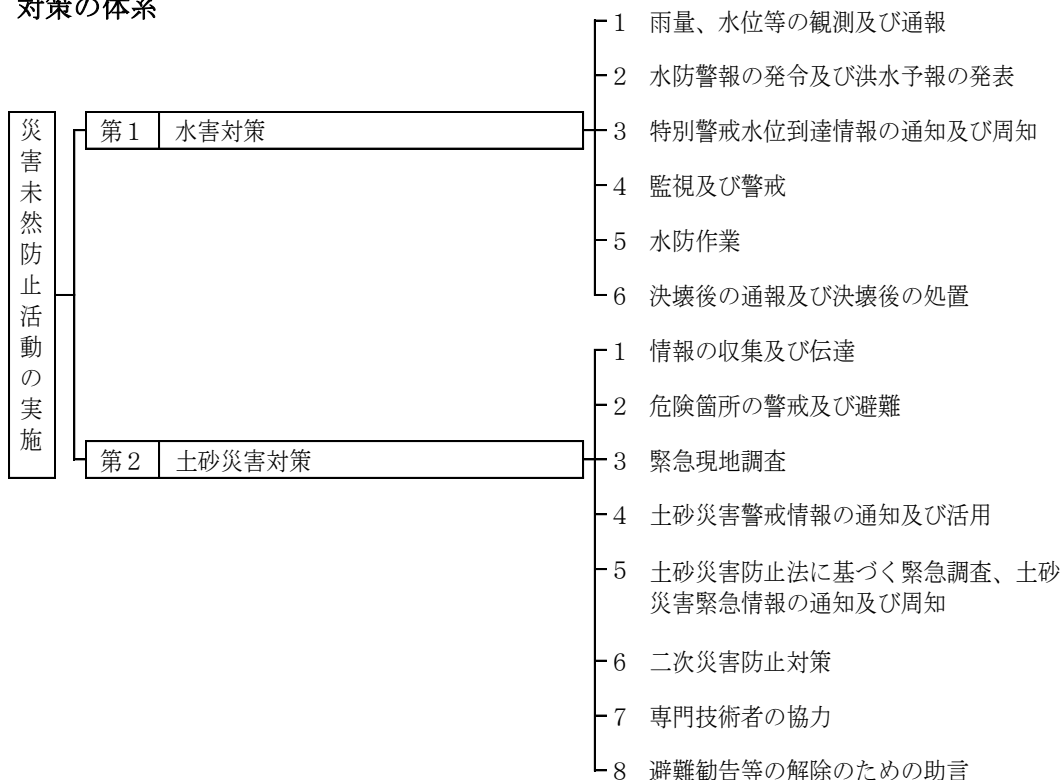 対策の体系
災害未然防止活動の実施
第1 水害対策
1 雨量、水位等の観測及び通報
2 水防警報の発令及び洪水予報の発表
3 特別警戒水位到達情報の通知及び周知
4 監視及び警戒
5 水防作業
6 決壊後の通報及び決壊後の処置
第2 土砂災害対策
1 情報の収集及び伝達
2 危険箇所の警戒及び避難
3 緊急現地調査
4 土砂災害警戒情報の通知及び活用
5 土砂災害防止法に基づく緊急調査、土砂
災害緊急情報の通知及び周知
6 二次災害防止対策
7 専門技術者の協力
8 避難勧告等の解除のための助言